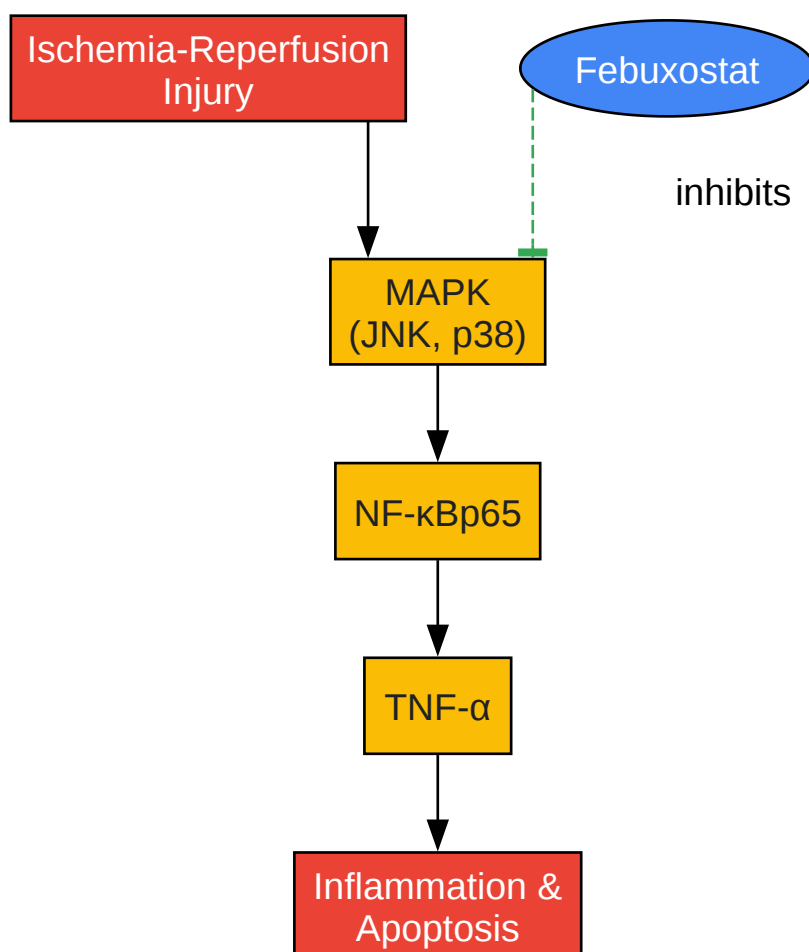 Ischemia-Reperfusion
Injury
Febuxostat
inhibits
MAPK
(JNK, p38)
NF-κBp65
TNF-α
Inflammation &
Apoptosis